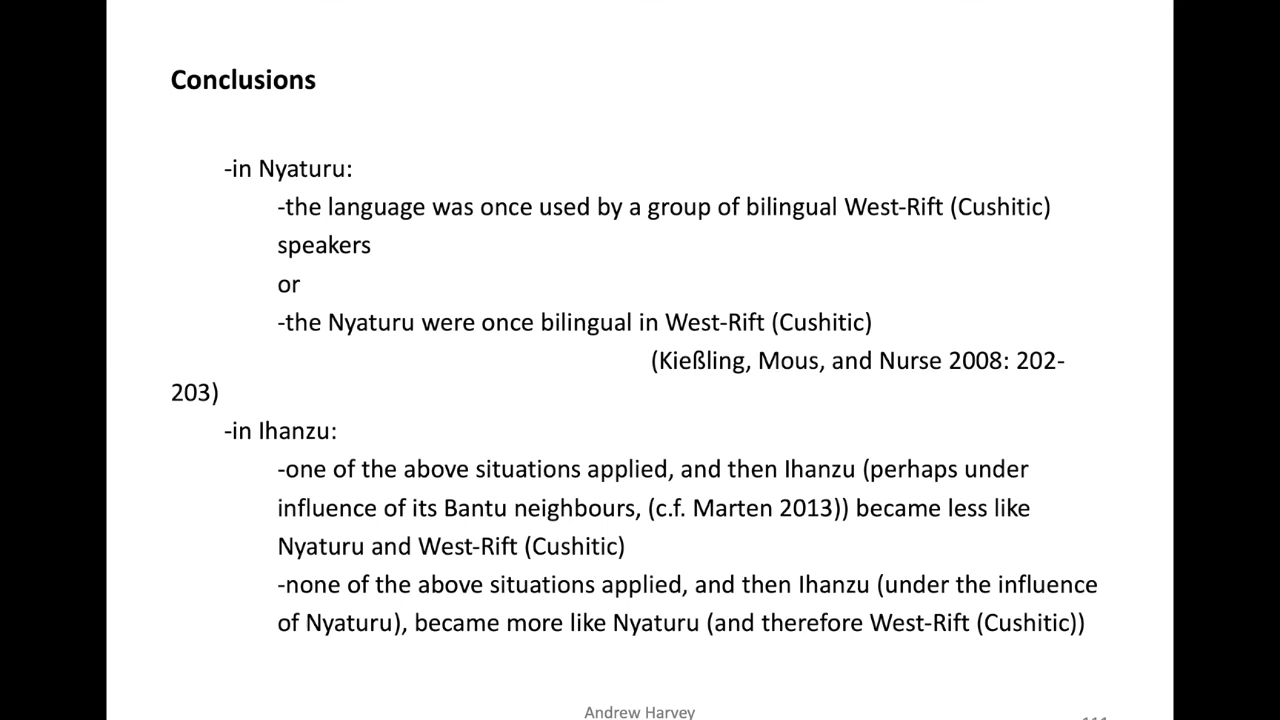 Conclusions
-in Nyaturu:
-the language was once used by a group of bilingual West-Rift (Cushitic)
speakers
or
-the Nyaturu were once bilingual in West-Rift (Cushitic)
(Kießling, Mous, and Nurse 2008: 202-
203)
-in Ihanzu:
-one of the above situations applied, and then Ihanzu (perhaps under
influence of its Bantu neighbours, (c.f. Marten 2013)) became less like
Nyaturu and West-Rift (Cushitic)
-none of the above situations applied, and then Ihanzu (under the influence
of Nyaturu), became more like Nyaturu (and therefore West-Rift (Cushitic))
Andrew Harvey